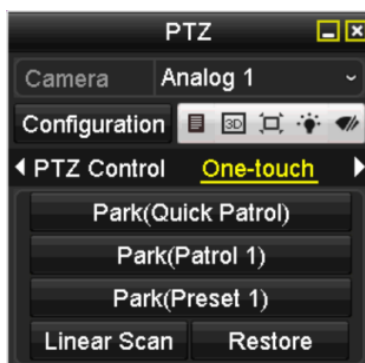 PTZ
Camera Analog 1
Configuration 3D
PTZ Control One-touch
Park(Quick Patrol)
Park(Patrol 1)
Park(Preset 1)
Linear Scan Restore